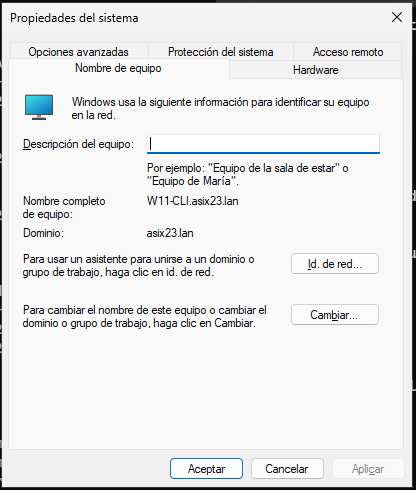 Propiedades del sistema
Opciones avanzadas
Protección del sistema
Acceso remoto
Nombre de equipo
Hardware
Windows usa la siguiente información para identificar su equipo
en la red.
Descripción del equipo:
Por ejemplo: "Equipo de la sala de estar" o
"Equipo de María".
Nombre completo
de equipo:
W11-CLI.asix23.lan
Dominio:
asix23.lan
Para usar un asistente para unirse a un dominio o
grupo de trabajo, haga clic en id. de red.
Id. de red...
Para cambiar el nombre de este equipo o cambiar el
dominio o grupo de trabajo, haga clic en Cambiar.
Cambiar...
Aceptar
Cancelar
Aplicar